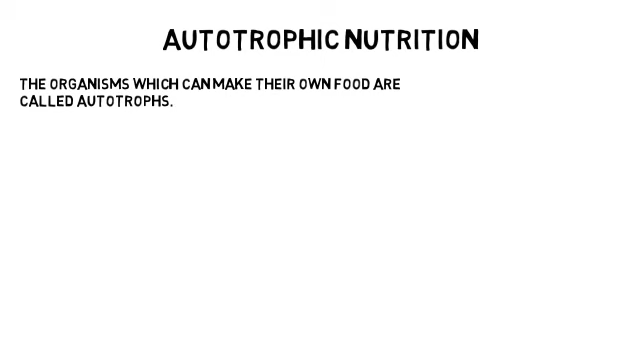 AUTOTROPHIC NUTRITION
THE ORGANISMS WHICH CAN MAKE THEIR OWN FOOD ARE
CALLED AUTOTROPHS.